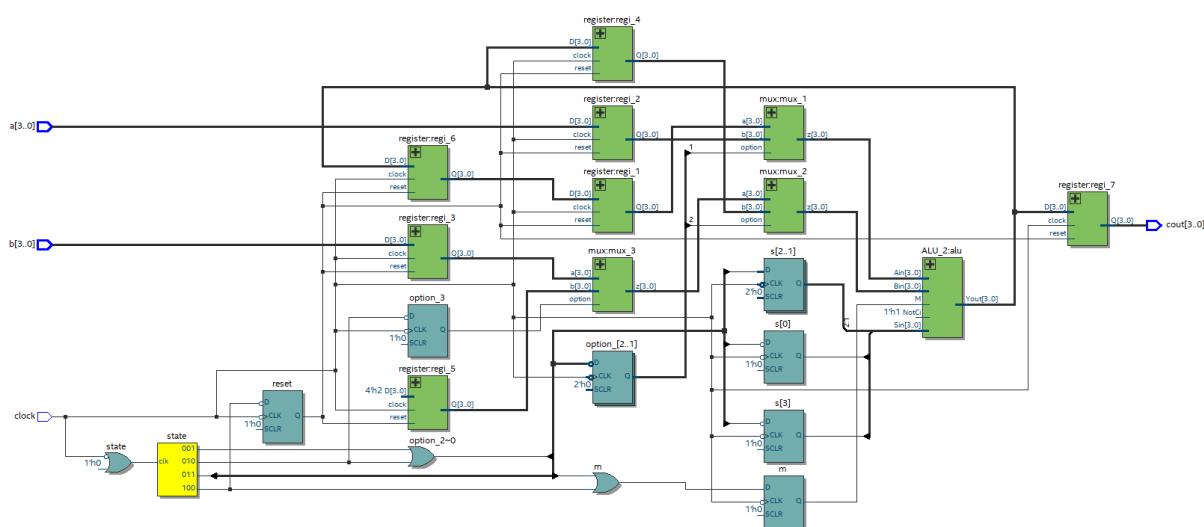 register:regi_4
D[3..0]
clock
reset
Q[3..0]
a[3..0]
register:regi_2
D[3..0]
clock
reset
Q[3..0]
mux:mux_1
a[3..0]
b[3..0]
option
z[3..0]
1
register:regi_6
D[3..0]
clock
reset
Q[3..0]
register:regi_1
D[3..0]
clock
reset
Q[3..0]
mux:mux_2
a[3..0]
b[3..0]
option
z[3..0]
2
register:regi_7
D[3..0]
clock
reset
Q[3..0]
cout[3..0]
b[3..0]
register:regi_3
D[3..0]
clock
reset
Q[3..0]
mux:mux_3
a[3..0]
b[3..0]
option
z[3..0]
s[2..1]
D
CLK
2'h0
SCLR
Q
2:1
ALU_2:alu
Ain[3..0]
Bin[3..0]
M
1'h1 NotCi
Sin[3..0]
Yout[3..0]
option_3
D
CLK
1'h0
SCLR
Q
s[0]
D
CLK
1'h0
SCLR
Q
option_[2..1]
D
CLK
2'h0
SCLR
Q
register:regi_5
4'h2 D[3..0]
clock
reset
Q[3..0]
reset
D
CLK
1'h0
SCLR
Q
s[3]
D
CLK
1'h0
SCLR
Q
clock
state
1'h0
state
clk
001
010
011
100
option_2~0
m
m
D
CLK
1'h0
SCLR
Q